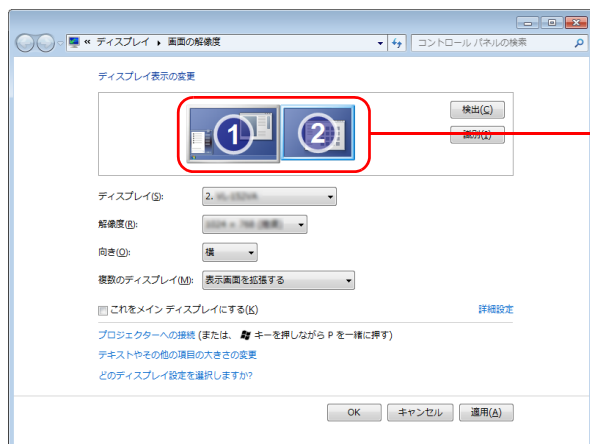 « ディスプレイ ▸ 画面の解像度
コントロール パネルの検索
ディスプレイ表示の変更
1 2
検出(C)
識別(I)
ディスプレイ(S): 2.
解像度(R):
向き(O): 横
複数のディスプレイ(M): 表示画面を拡張する
これをメイン ディスプレイにする(K)
詳細設定
プロジェクターへの接続 (または、 キーを押しながら P を一緒に押す)
テキストやその他の項目の大きさの変更
どのディスプレイ設定を選択しますか?
OK キャンセル 適用(A)